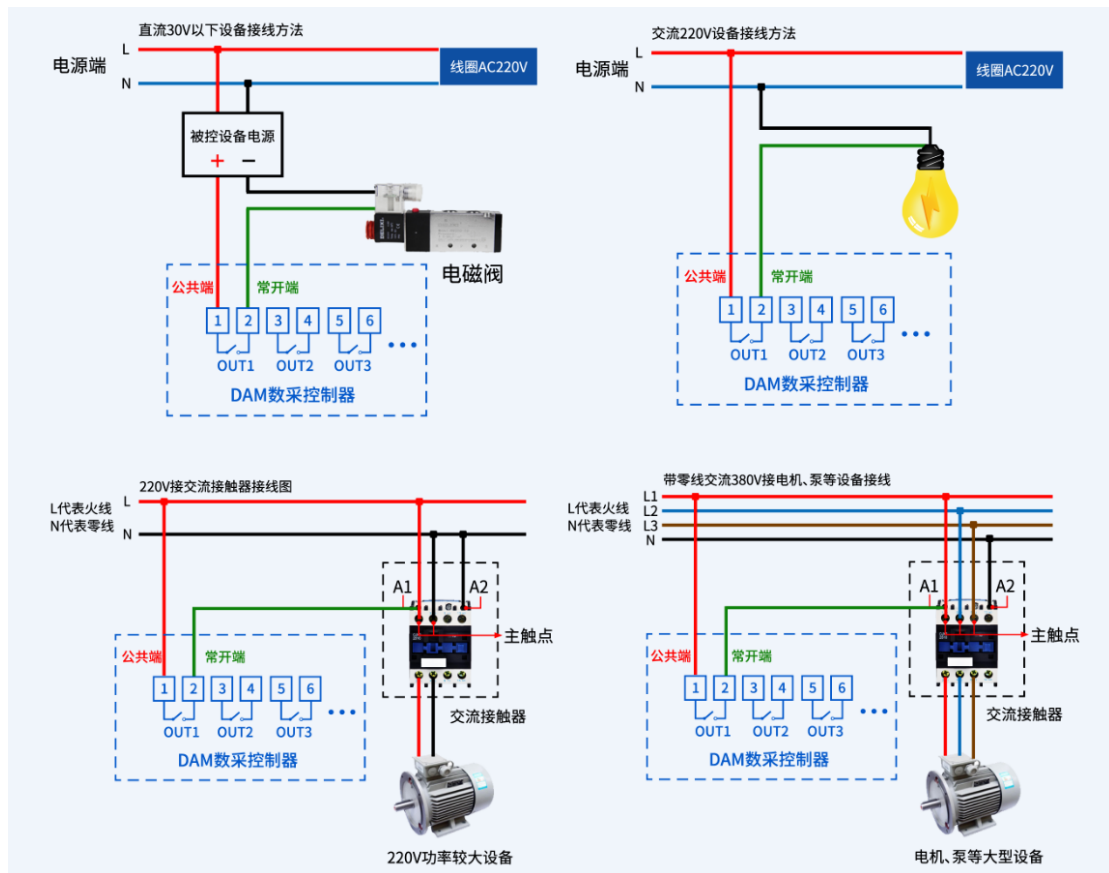 直流30V以下设备接线方法
L
电源端
N
线圈AC220V
被控设备电源
+ −
电磁阀
公共端
常开端
1 2 3 4 5 6
OUT1 OUT2 OUT3
DAM数采控制器
交流220V设备接线方法
L
电源端
N
线圈AC220V
公共端
常开端
1 2 3 4 5 6
OUT1 OUT2 OUT3
DAM数采控制器
220V接交流接触器接线图
L代表火线
L
N代表零线
N
A1 A2
主触点
公共端
常开端
1 2 3 4 5 6
OUT1 OUT2 OUT3
DAM数采控制器
交流接触器
220V功率较大设备
带零线交流380V接电机、泵等设备接线
L1
L代表火线
L2
N代表零线
L3
N
A1 A2
主触点
公共端
常开端
1 2 3 4 5 6
OUT1 OUT2 OUT3
DAM数采控制器
交流接触器
电机、泵等大型设备